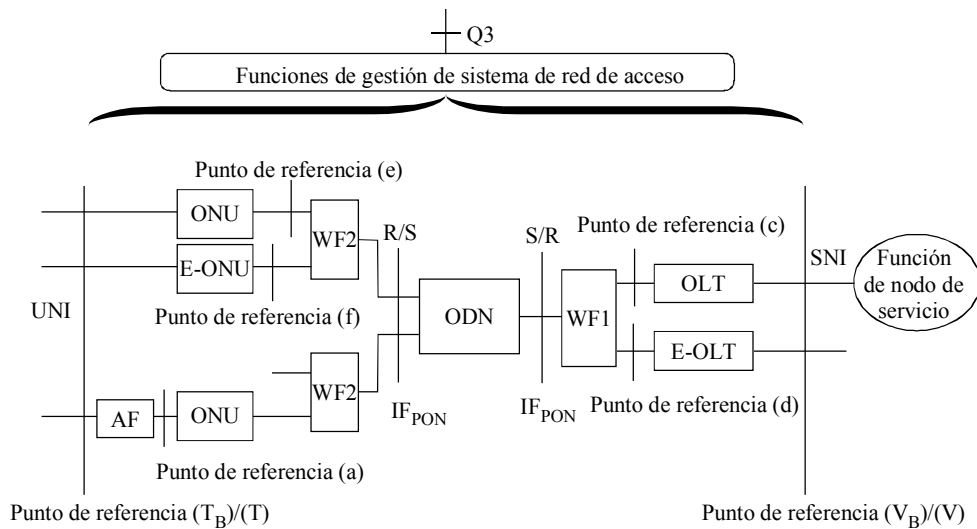 Q3
Funciones de gestión de sistema de red de acceso
Punto de referencia (e)
ONU
WF2
E-ONU
UNI
Punto de referencia (f)
R/S
S/R
Punto de referencia (c)
SNI
OLT
Función
de nodo de
servicio
ODN
WF1
E-OLT
WF2
AF
ONU
IF_PON
IF_PON
Punto de referencia (d)
Punto de referencia (a)
Punto de referencia (T_B)/(T)
Punto de referencia (V_B)/(V)